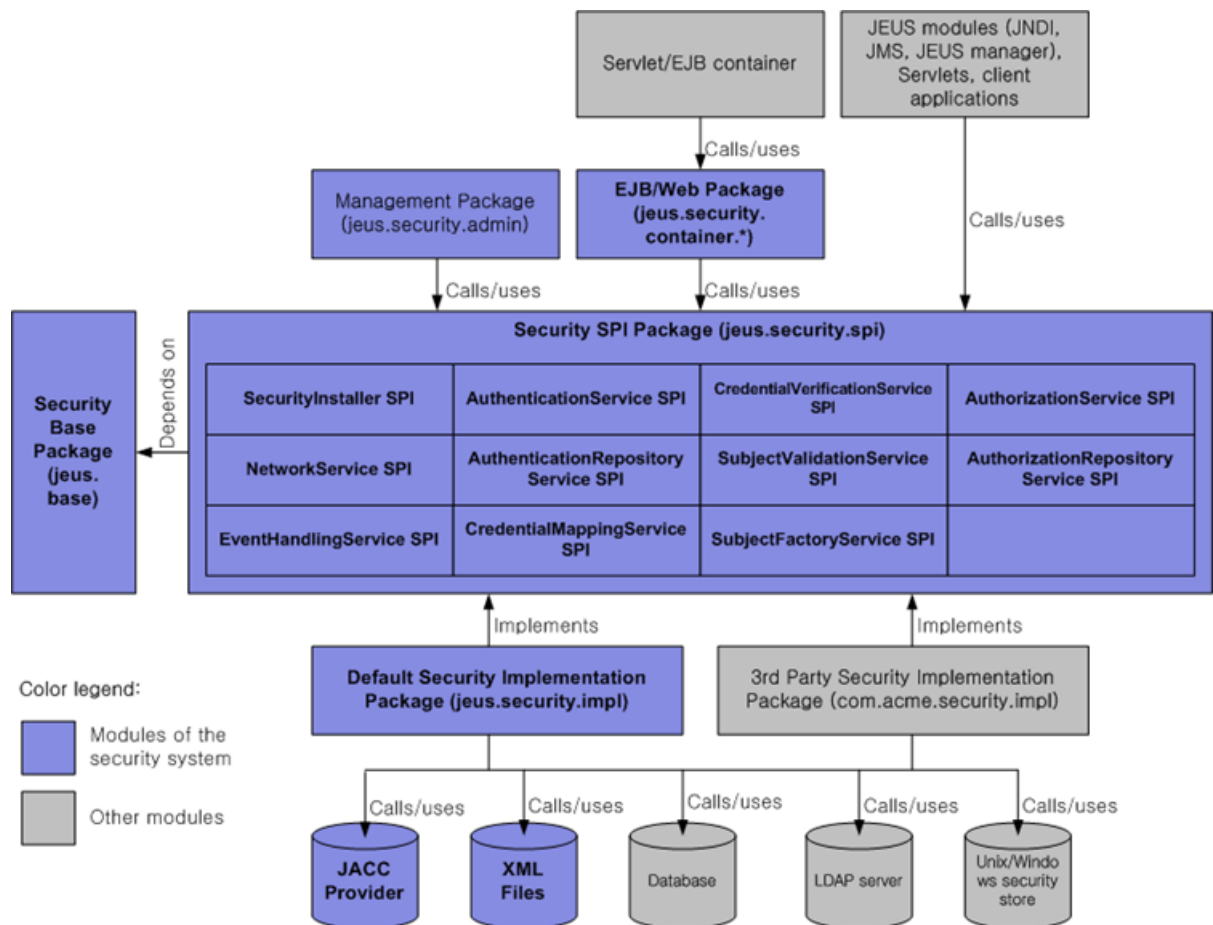 Servlet/EJB container
JEUS modules (JNDI,
JMS, JEUS manager),
Servlets, client
applications
Calls/uses
Management Package
(jeus.security.admin)
EJB/Web Package
(jeus.security.
container.*)
Calls/uses
Calls/uses
Calls/uses
Security
Base
Package
(jeus.
base)
Depends on
Security SPI Package (jeus.security.spi)
SecurityInstaller SPI
AuthenticationService SPI
CredentialVerificationService
SPI
AuthorizationService SPI
NetworkService SPI
AuthenticationRepository
Service SPI
SubjectValidationService
SPI
AuthorizationRepository
Service SPI
EventHandlingService SPI
CredentialMappingService
SPI
SubjectFactoryService SPI
Implements
Implements
Default Security Implementation
Package (jeus.security.impl)
3rd Party Security Implementation
Package (com.acme.security.impl)
Color legend:
Modules of the
security system
Other modules
Calls/uses
Calls/uses
Calls/uses
Calls/uses
Calls/uses
JACC
Provider
XML
Files
Database
LDAP server
Unix/Windo
ws security
store